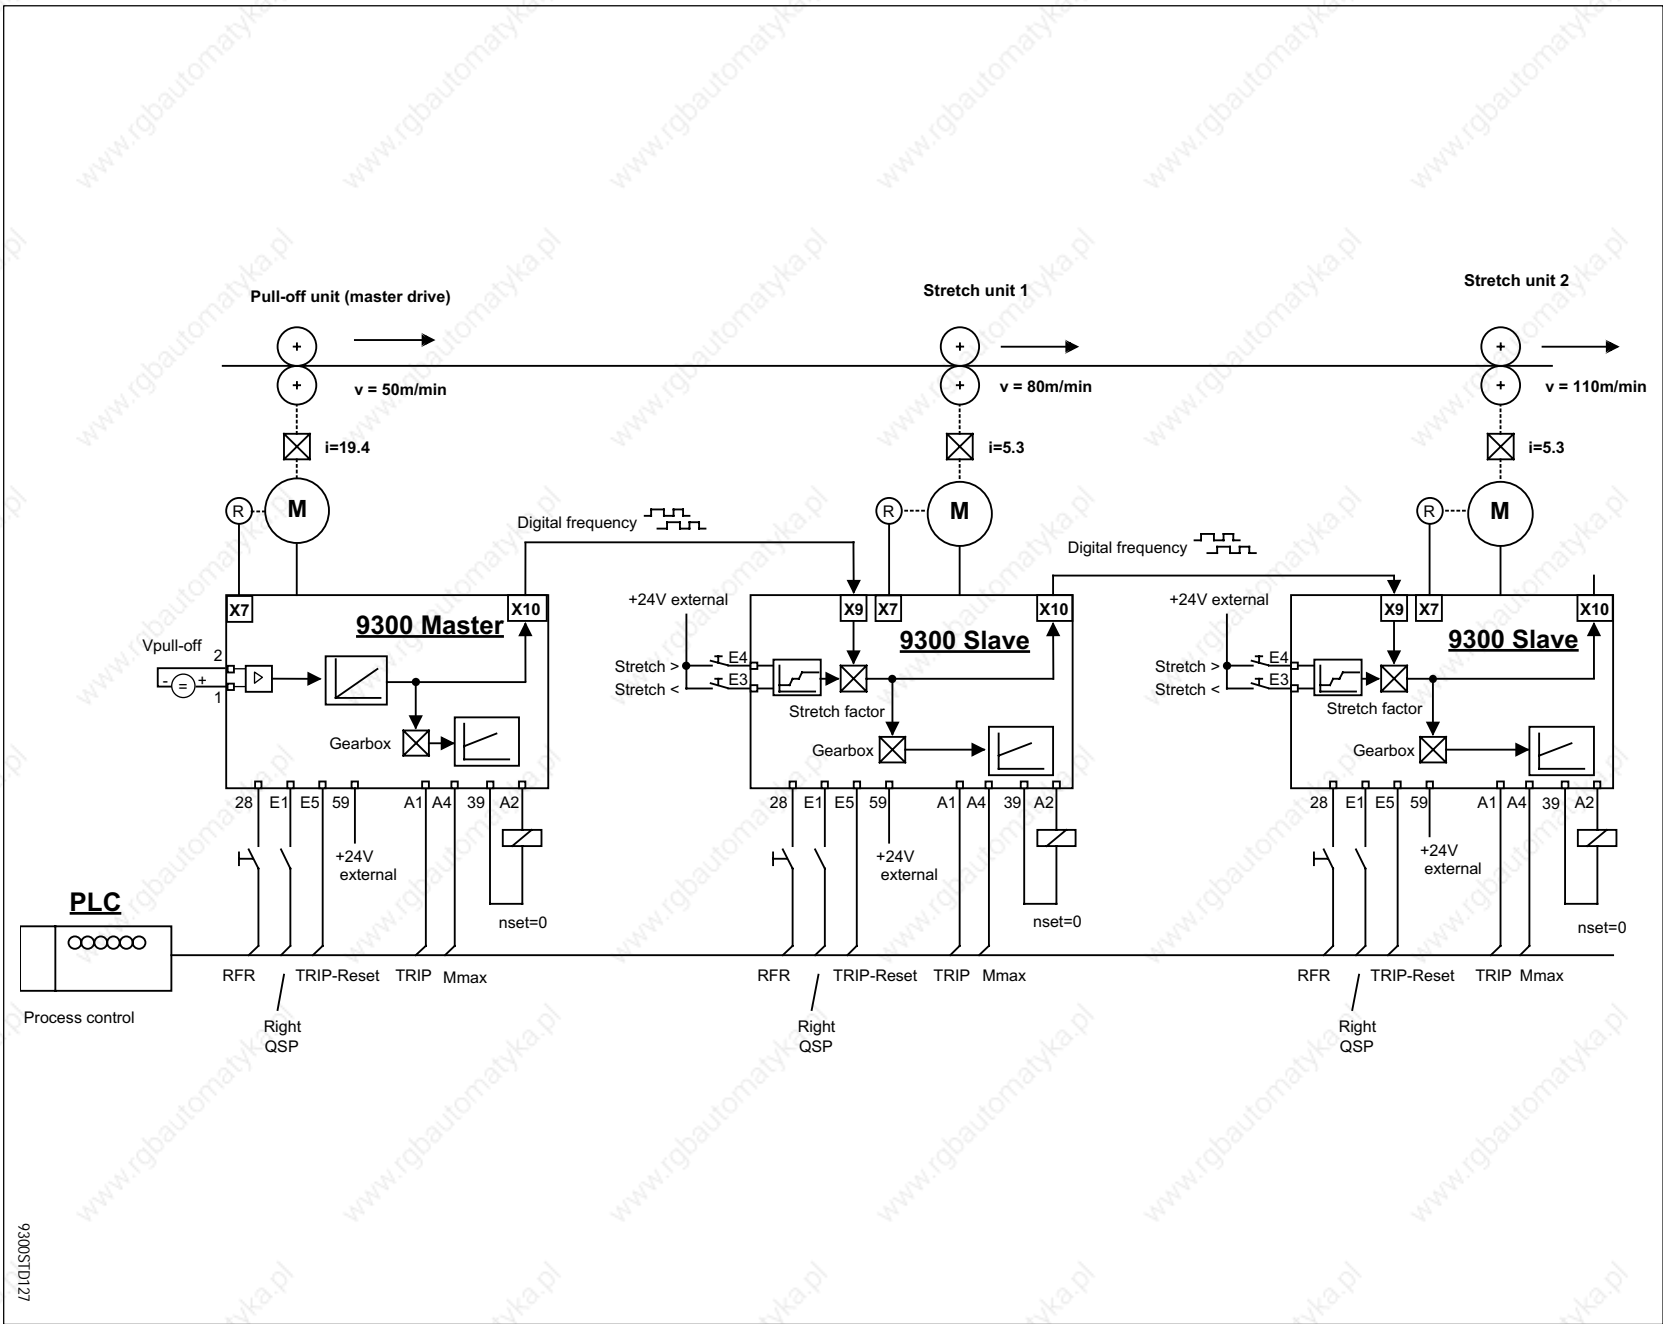 Pull-off unit (master drive)
Stretch unit 1
Stretch unit 2
+
+
+
+
+
+
v = 50m/min
v = 80m/min
v = 110m/min
i=19.4
i=5.3
i=5.3
R
M
R
M
R
M
Digital frequency
Digital frequency
X7
X10
9300 Master
Vpull-off
2
- = +
1
Gearbox
28 E1 E5 59 A1 A4 39 A2
+24V
external
nset=0
+24V external
X9 X7
X10
9300 Slave
Stretch >
E4
Stretch <
E3
Stretch factor
Gearbox
28 E1 E5 59 A1 A4 39 A2
+24V
external
nset=0
+24V external
X9 X7
X10
9300 Slave
Stretch >
E4
Stretch <
E3
Stretch factor
Gearbox
28 E1 E5 59 A1 A4 39 A2
+24V
external
nset=0
PLC
Process control
RFR TRIP-Reset TRIP Mmax
Right
QSP
RFR TRIP-Reset TRIP Mmax
Right
QSP
RFR TRIP-Reset TRIP Mmax
Right
QSP
9300STD127
www.rgbautomatyka.pl